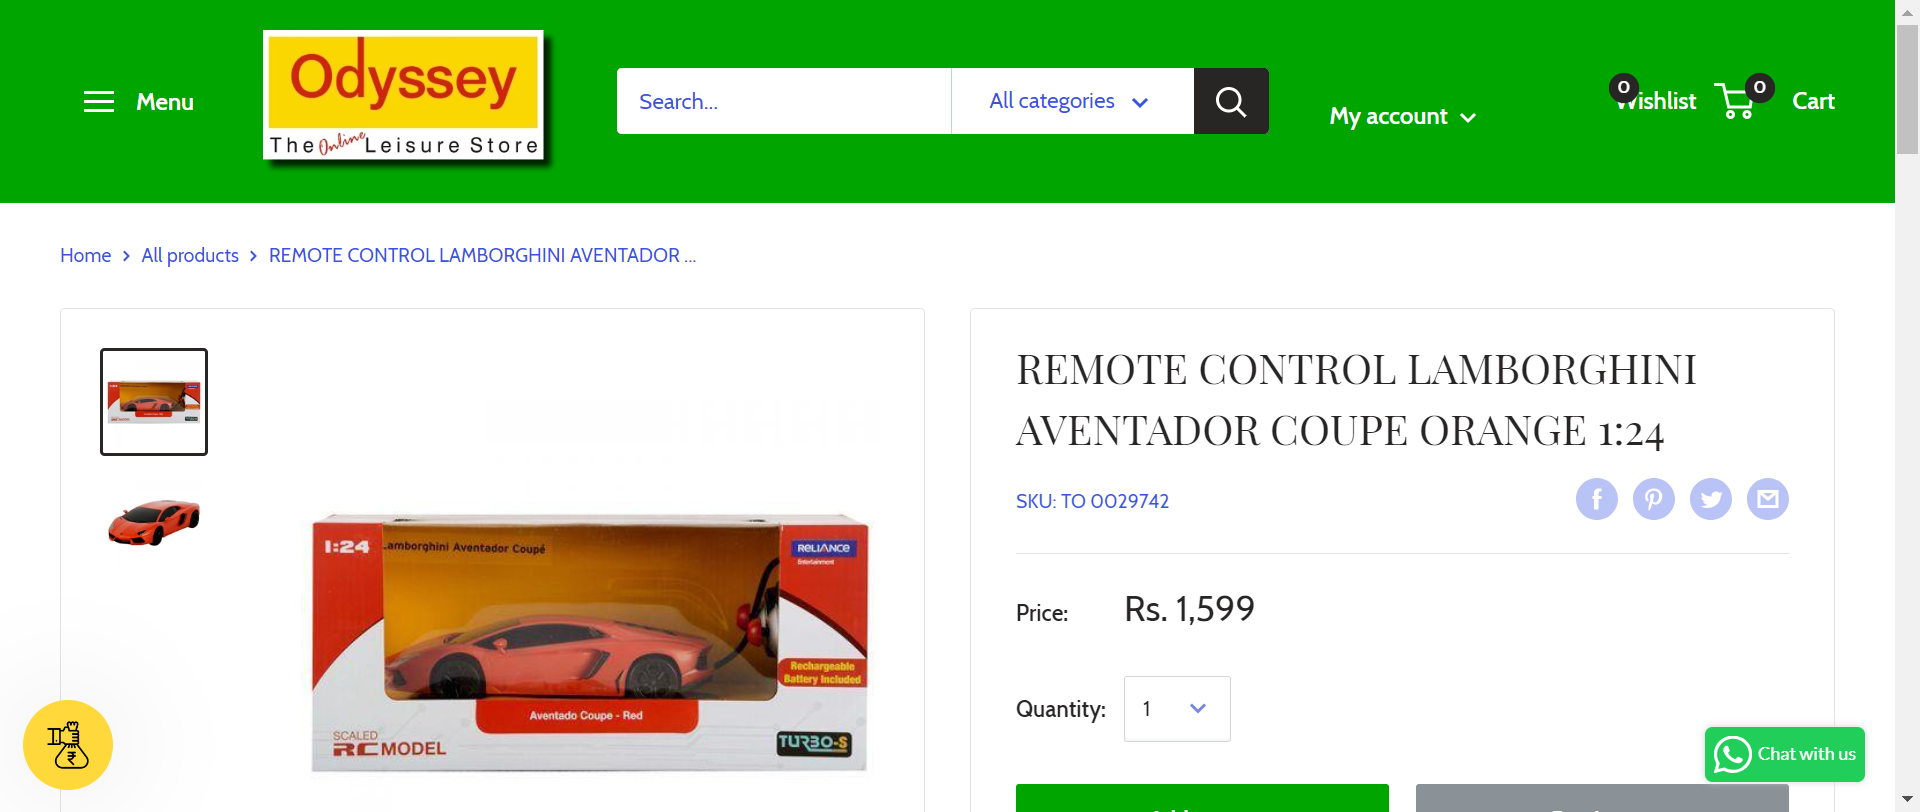 Menu
Odyssey
The Online Leisure Store
Search...
All categories
My account
0
Wishlist
0
Cart
Home > All products > REMOTE CONTROL LAMBORGHINI AVENTADOR ...
REMOTE CONTROL LAMBORGHINI
AVENTADOR COUPE ORANGE 1:24
SKU: TO 0029742
Price: Rs. 1,599
Quantity: 1
1:24
Lamborghini Aventador Coupé
RELIANCE
Entertainment
Rechargeable
Battery Included
Aventado Coupe - Red
SCALED
RC MODEL
TURBO-S
₹
Chat with us